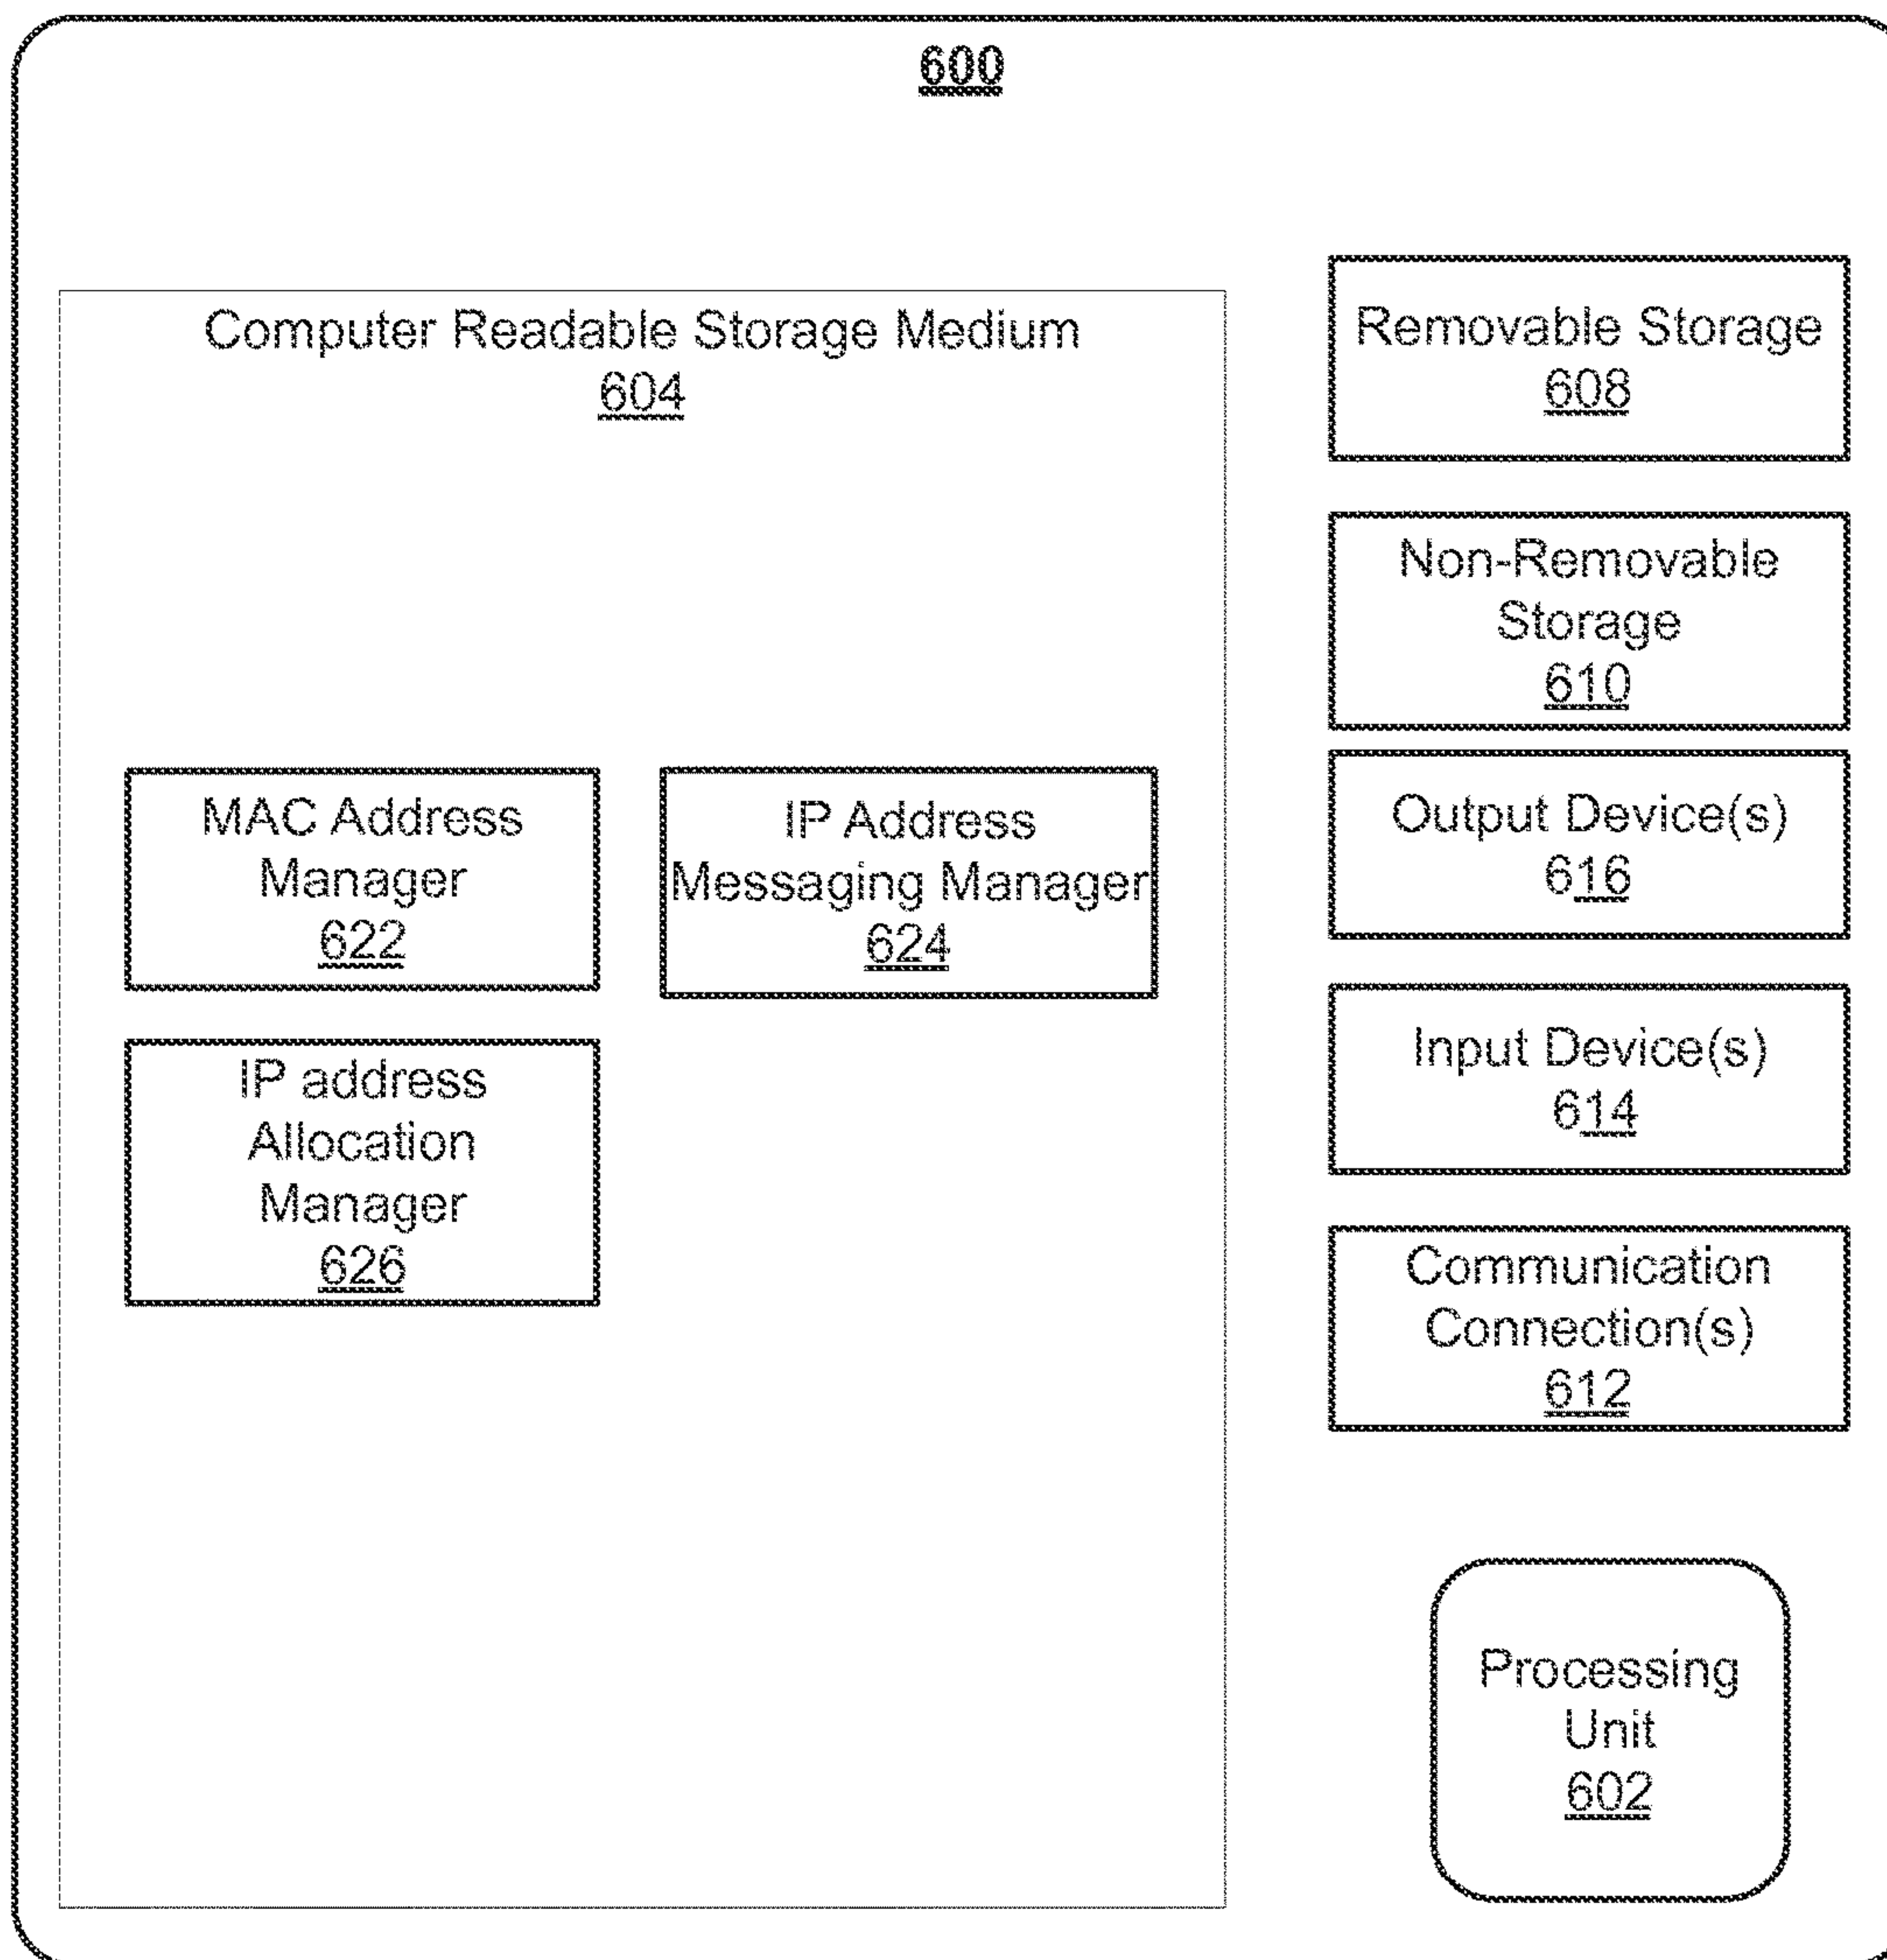 600
Computer Readable Storage Medium
604
MAC Address
Manager
622
IP Address
Messaging Manager
624
IP address
Allocation
Manager
626
Removable Storage
608
Non-Removable
Storage
610
Output Device(s)
616
Input Device(s)
614
Communication
Connection(s)
612
Processing
Unit
602